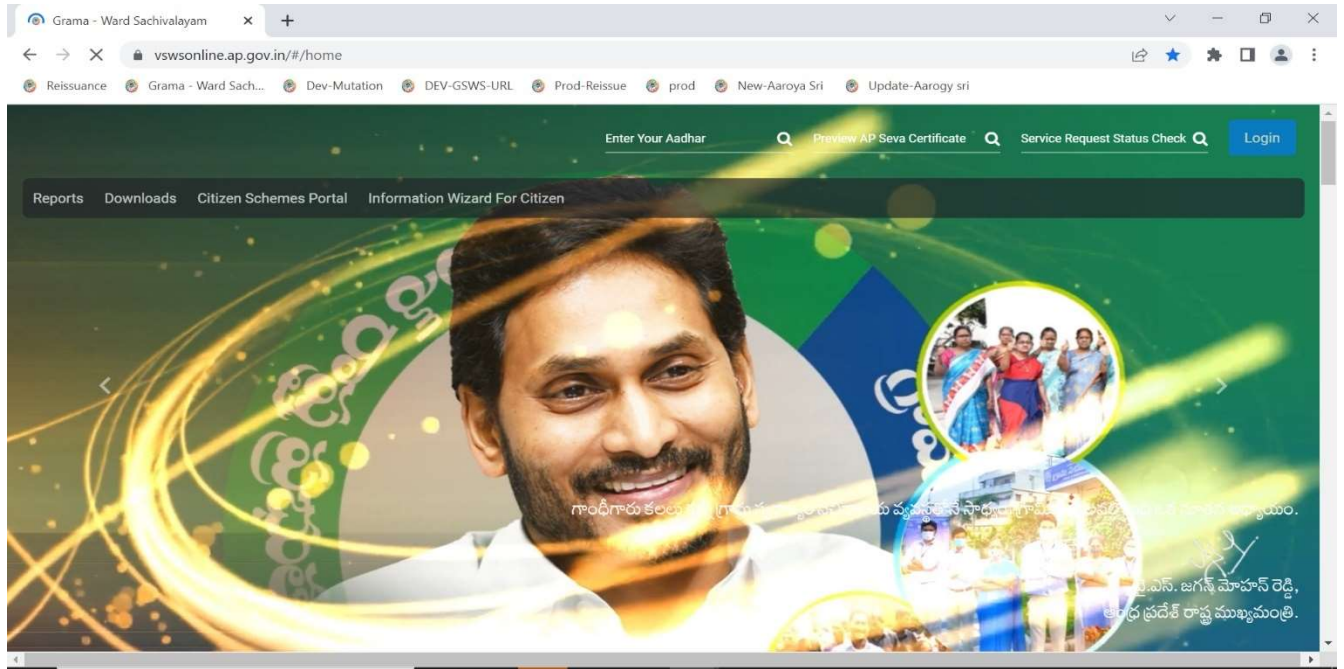 Grama - Ward Sachivalayam
vswsonline.ap.gov.in/#/home
Reissuance Grama - Ward Sach... Dev-Mutation DEV-GSWS-URL Prod-Reissue prod New-Aaroya Sri Update-Aarogy sri
Enter Your Aadhar Preview AP Seva Certificate Service Request Status Check Login
Reports Downloads Citizen Schemes Portal Information Wizard For Citizen
గాంధీగారు
వై.ఎస్. జగన్ మోహన్ రెడ్డి,
ఆంధ్ర ప్రదేశ్ రాష్ట్ర ముఖ్యమంత్రి.